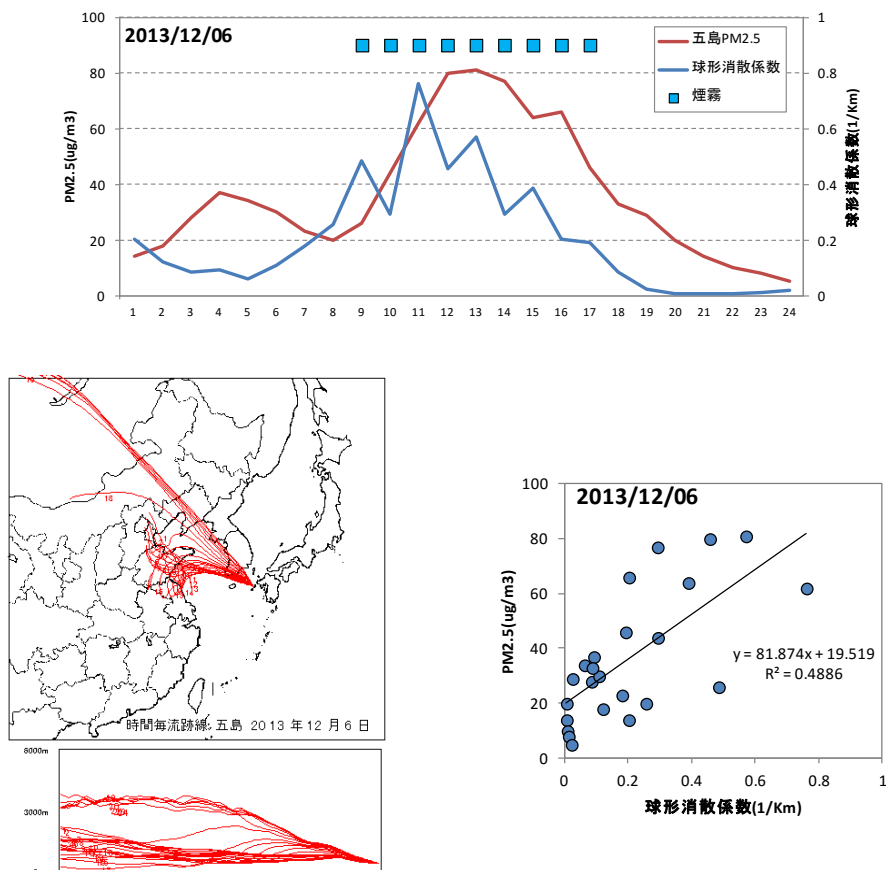 2013/12/06
五島PM2.5
球形消散係数
煙霧
PM2.5(ug/m3)
100
80
60
40
20
0
球形消散係数(1/Km)
1
0.8
0.6
0.4
0.2
0
1 2 3 4 5 6 7 8 9 10 11 12 13 14 15 16 17 18 19 20 21 22 23 24
18
時間毎流跡線: 五島 2013 年 12 月 6 日
6000m
3000m
2013/12/06
PM2.5(ug/m3)
100
80
60
40
20
0
y = 81.874x + 19.519
R² = 0.4886
0 0.2 0.4 0.6 0.8 1
球形消散係数(1/Km)